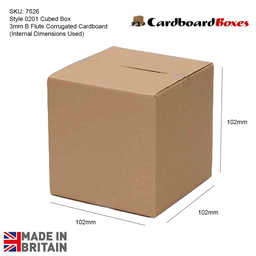 SKU: 7526
Style 0201 Cubed Box
3mm B Flute Corrugated Cardboard
(Internal Dimensions Used)
CardboardBoxes
102mm
102mm
102mm
MADE IN
BRITAIN